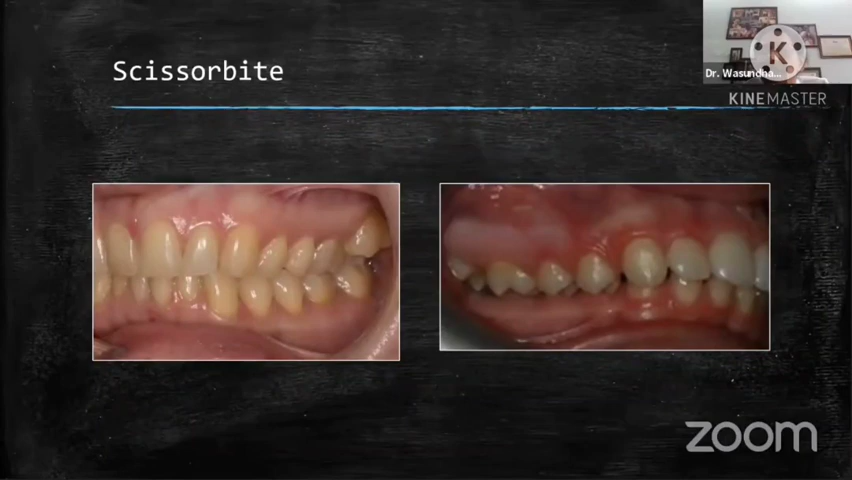 Scissorbite
K
Dr. Wasundha...
KINEMASTER
zoom